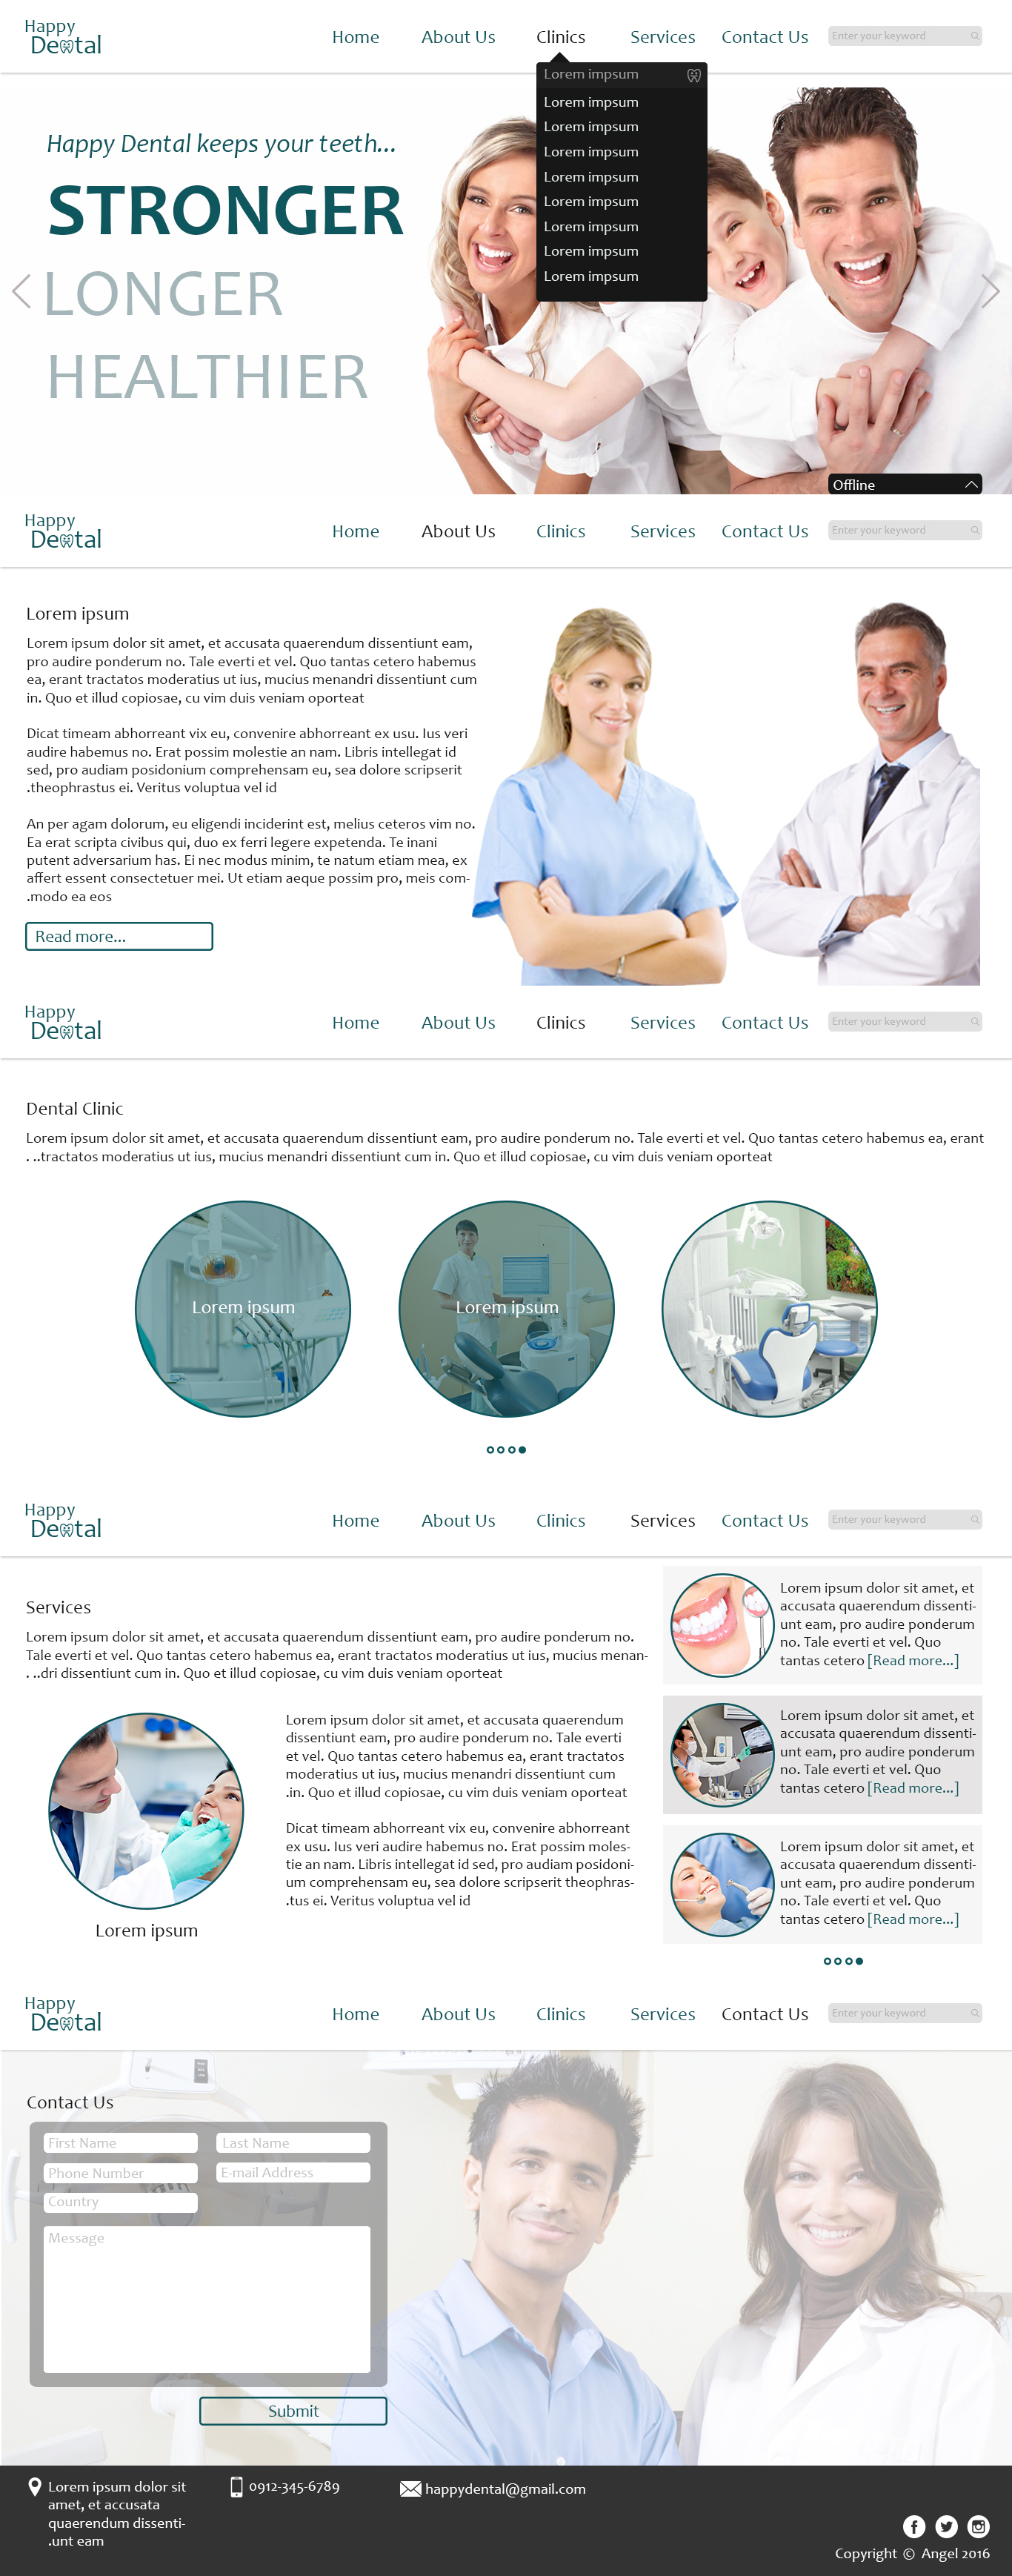 Happy
Dental
Home About Us Clinics Services Contact Us Enter your keyword
Lorem impsum
Lorem impsum
Lorem impsum
Lorem impsum
Lorem impsum
Lorem impsum
Lorem impsum
Lorem impsum
Lorem impsum
Happy Dental keeps your teeth...
STRONGER
LONGER
HEALTHIER
Offline
Happy
Dental
Home About Us Clinics Services Contact Us Enter your keyword
Lorem ipsum
Lorem ipsum dolor sit amet, et accusata quaerendum dissentiunt eam,
pro audire ponderum no. Tale everti et vel. Quo tantas cetero habemus
ea, erant tractatos moderatius ut ius, mucius menandri dissentiunt cum
in. Quo et illud copiosae, cu vim duis veniam oporteat
Dicat timeam abhorreant vix eu, convenire abhorreant ex usu. Ius veri
audire habemus no. Erat possim molestie an nam. Libris intellegat id
sed, pro audiam posidonium comprehensam eu, sea dolore scripserit
.theophrastus ei. Veritus voluptua vel id
An per agam dolorum, eu eligendi inciderint est, melius ceteros vim no.
Ea erat scripta civibus qui, duo ex ferri legere expetenda. Te inani
putent adversarium has. Ei nec modus minim, te natum etiam mea, ex
affert essent consectetuer mei. Ut etiam aeque possim pro, meis com-
.modo ea eos
Read more...
Happy
Dental
Home About Us Clinics Services Contact Us Enter your keyword
Dental Clinic
Lorem ipsum dolor sit amet, et accusata quaerendum dissentiunt eam, pro audire ponderum no. Tale everti et vel. Quo tantas cetero habemus ea, erant
. ..tractatos moderatius ut ius, mucius menandri dissentiunt cum in. Quo et illud copiosae, cu vim duis veniam oporteat
Lorem ipsum
Lorem ipsum
Happy
Dental
Home About Us Clinics Services Contact Us Enter your keyword
Services
Lorem ipsum dolor sit amet, et accusata quaerendum dissentiunt eam, pro audire ponderum no.
Tale everti et vel. Quo tantas cetero habemus ea, erant tractatos moderatius ut ius, mucius menan-
. ..dri dissentiunt cum in. Quo et illud copiosae, cu vim duis veniam oporteat
Lorem ipsum dolor sit amet, et accusata quaerendum
dissentiunt eam, pro audire ponderum no. Tale everti
et vel. Quo tantas cetero habemus ea, erant tractatos
moderatius ut ius, mucius menandri dissentiunt cum
.in. Quo et illud copiosae, cu vim duis veniam oporteat
Dicat timeam abhorreant vix eu, convenire abhorreant
ex usu. Ius veri audire habemus no. Erat possim moles-
tie an nam. Libris intellegat id sed, pro audiam posidoni-
um comprehensam eu, sea dolore scripserit theophras-
.tus ei. Veritus voluptua vel id
Lorem ipsum
Lorem ipsum dolor sit amet, et
accusata quaerendum dissenti-
unt eam, pro audire ponderum
no. Tale everti et vel. Quo
tantas cetero [Read more...]
Lorem ipsum dolor sit amet, et
accusata quaerendum dissenti-
unt eam, pro audire ponderum
no. Tale everti et vel. Quo
tantas cetero [Read more...]
Lorem ipsum dolor sit amet, et
accusata quaerendum dissenti-
unt eam, pro audire ponderum
no. Tale everti et vel. Quo
tantas cetero [Read more...]
Happy
Dental
Home About Us Clinics Services Contact Us Enter your keyword
Contact Us
First Name Last Name
Phone Number E-mail Address
Country
Message
Submit
Lorem ipsum dolor sit
amet, et accusata
quaerendum dissenti-
.unt eam
0912-345-6789
happydental@gmail.com
Copyright © Angel 2016